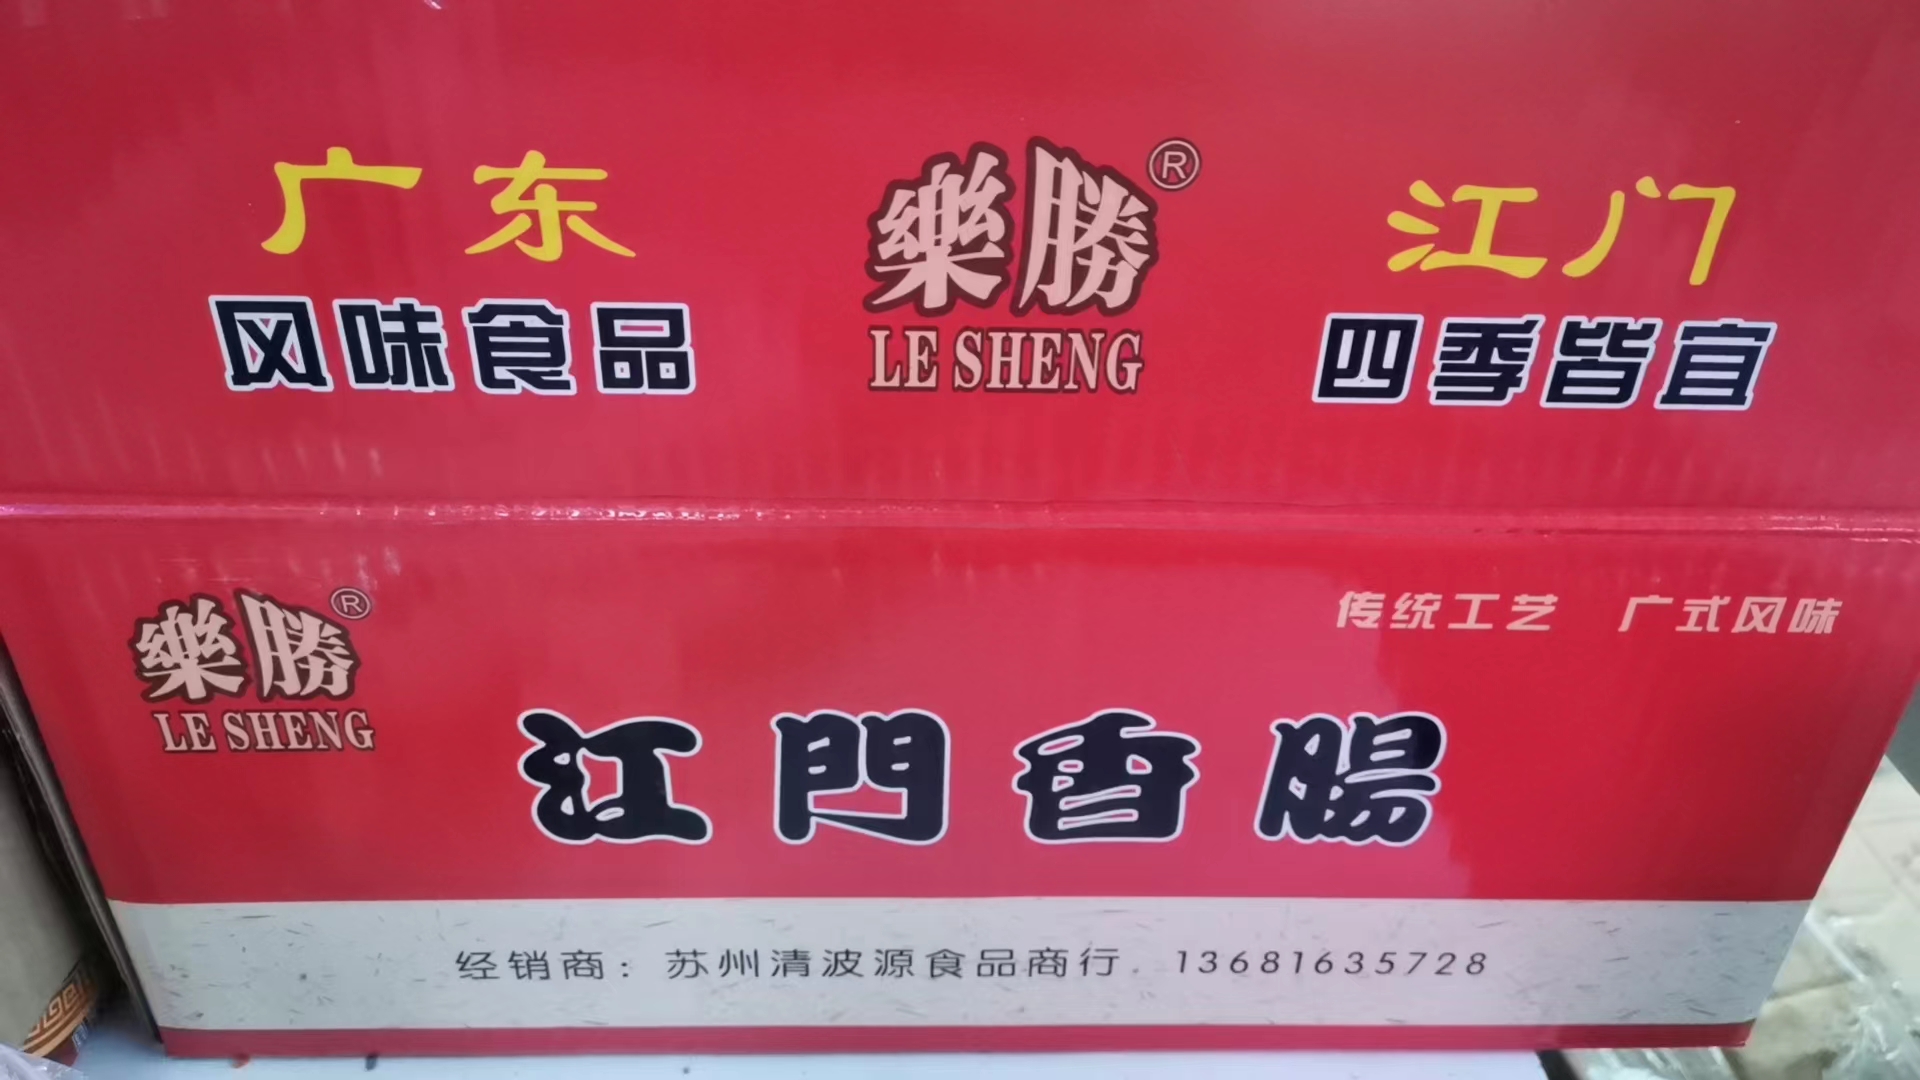 广东
风味食品
樂勝®
LE SHENG
江门
四季皆宜
樂勝®
LE SHENG
传统工艺 广式风味
江門香腸
经销商：苏州清波源食品商行 13681635728